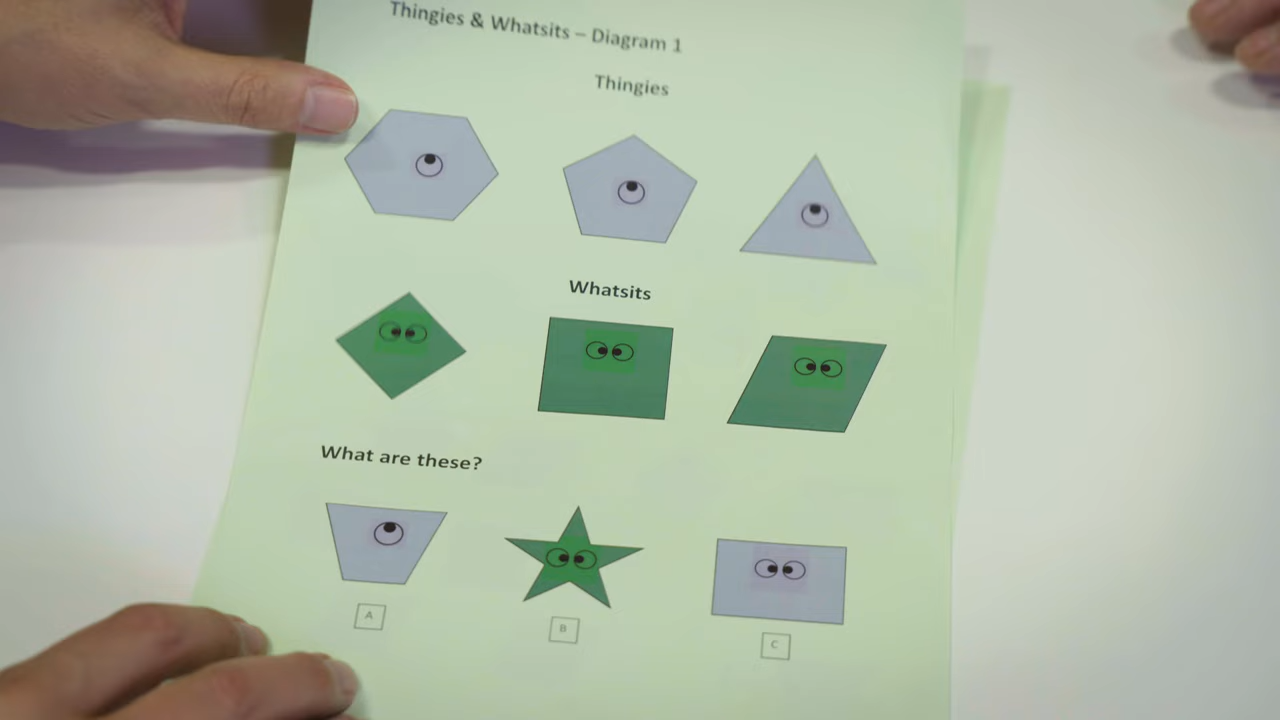 Thingies & Whatsits – Diagram 1
Thingies
Whatsits
What are these?
A
B
C